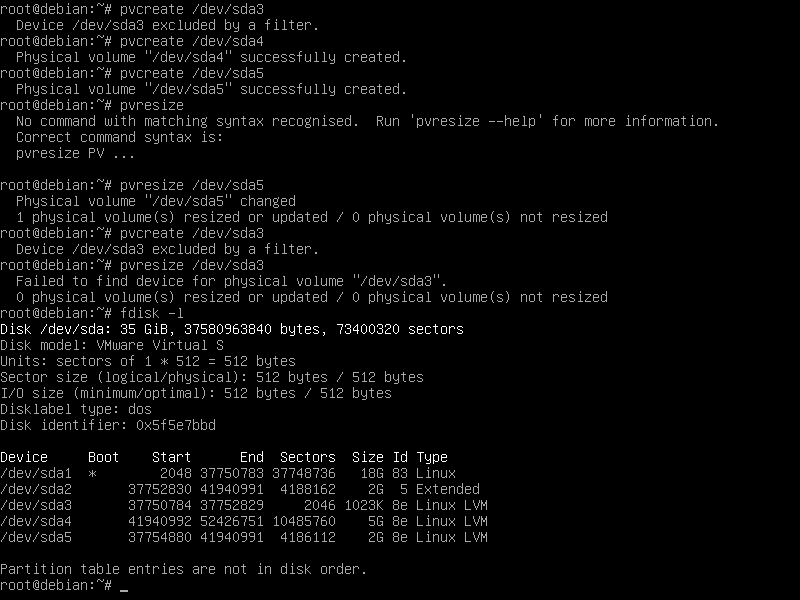 root@debian:~# pvcreate /dev/sda3
  Device /dev/sda3 excluded by a filter.
root@debian:~# pvcreate /dev/sda4
  Physical volume "/dev/sda4" successfully created.
root@debian:~# pvcreate /dev/sda5
  Physical volume "/dev/sda5" successfully created.
root@debian:~# pvresize
  No command with matching syntax recognised.  Run 'pvresize --help' for more information.
  Correct command syntax is:
  pvresize PV ...

root@debian:~# pvresize /dev/sda5
  Physical volume "/dev/sda5" changed
  1 physical volume(s) resized or updated / 0 physical volume(s) not resized
root@debian:~# pvcreate /dev/sda3
  Device /dev/sda3 excluded by a filter.
root@debian:~# pvresize /dev/sda3
  Failed to find device for physical volume "/dev/sda3".
  0 physical volume(s) resized or updated / 0 physical volume(s) not resized
root@debian:~# fdisk -l
Disk /dev/sda: 35 GiB, 37580963840 bytes, 73400320 sectors
Disk model: VMware Virtual S
Units: sectors of 1 * 512 = 512 bytes
Sector size (logical/physical): 512 bytes / 512 bytes
I/O size (minimum/optimal): 512 bytes / 512 bytes
Disklabel type: dos
Disk identifier: 0x5f5e7bbd

Device     Boot    Start      End  Sectors  Size Id Type
/dev/sda1  *        2048 37750783 37748736   18G 83 Linux
/dev/sda2       37752830 41940991  4188162    2G  5 Extended
/dev/sda3       37750784 37752829     2046 1023K 8e Linux LVM
/dev/sda4       41940992 52426751 10485760    5G 8e Linux LVM
/dev/sda5       37754880 41940991  4186112    2G 8e Linux LVM

Partition table entries are not in disk order.
root@debian:~# _